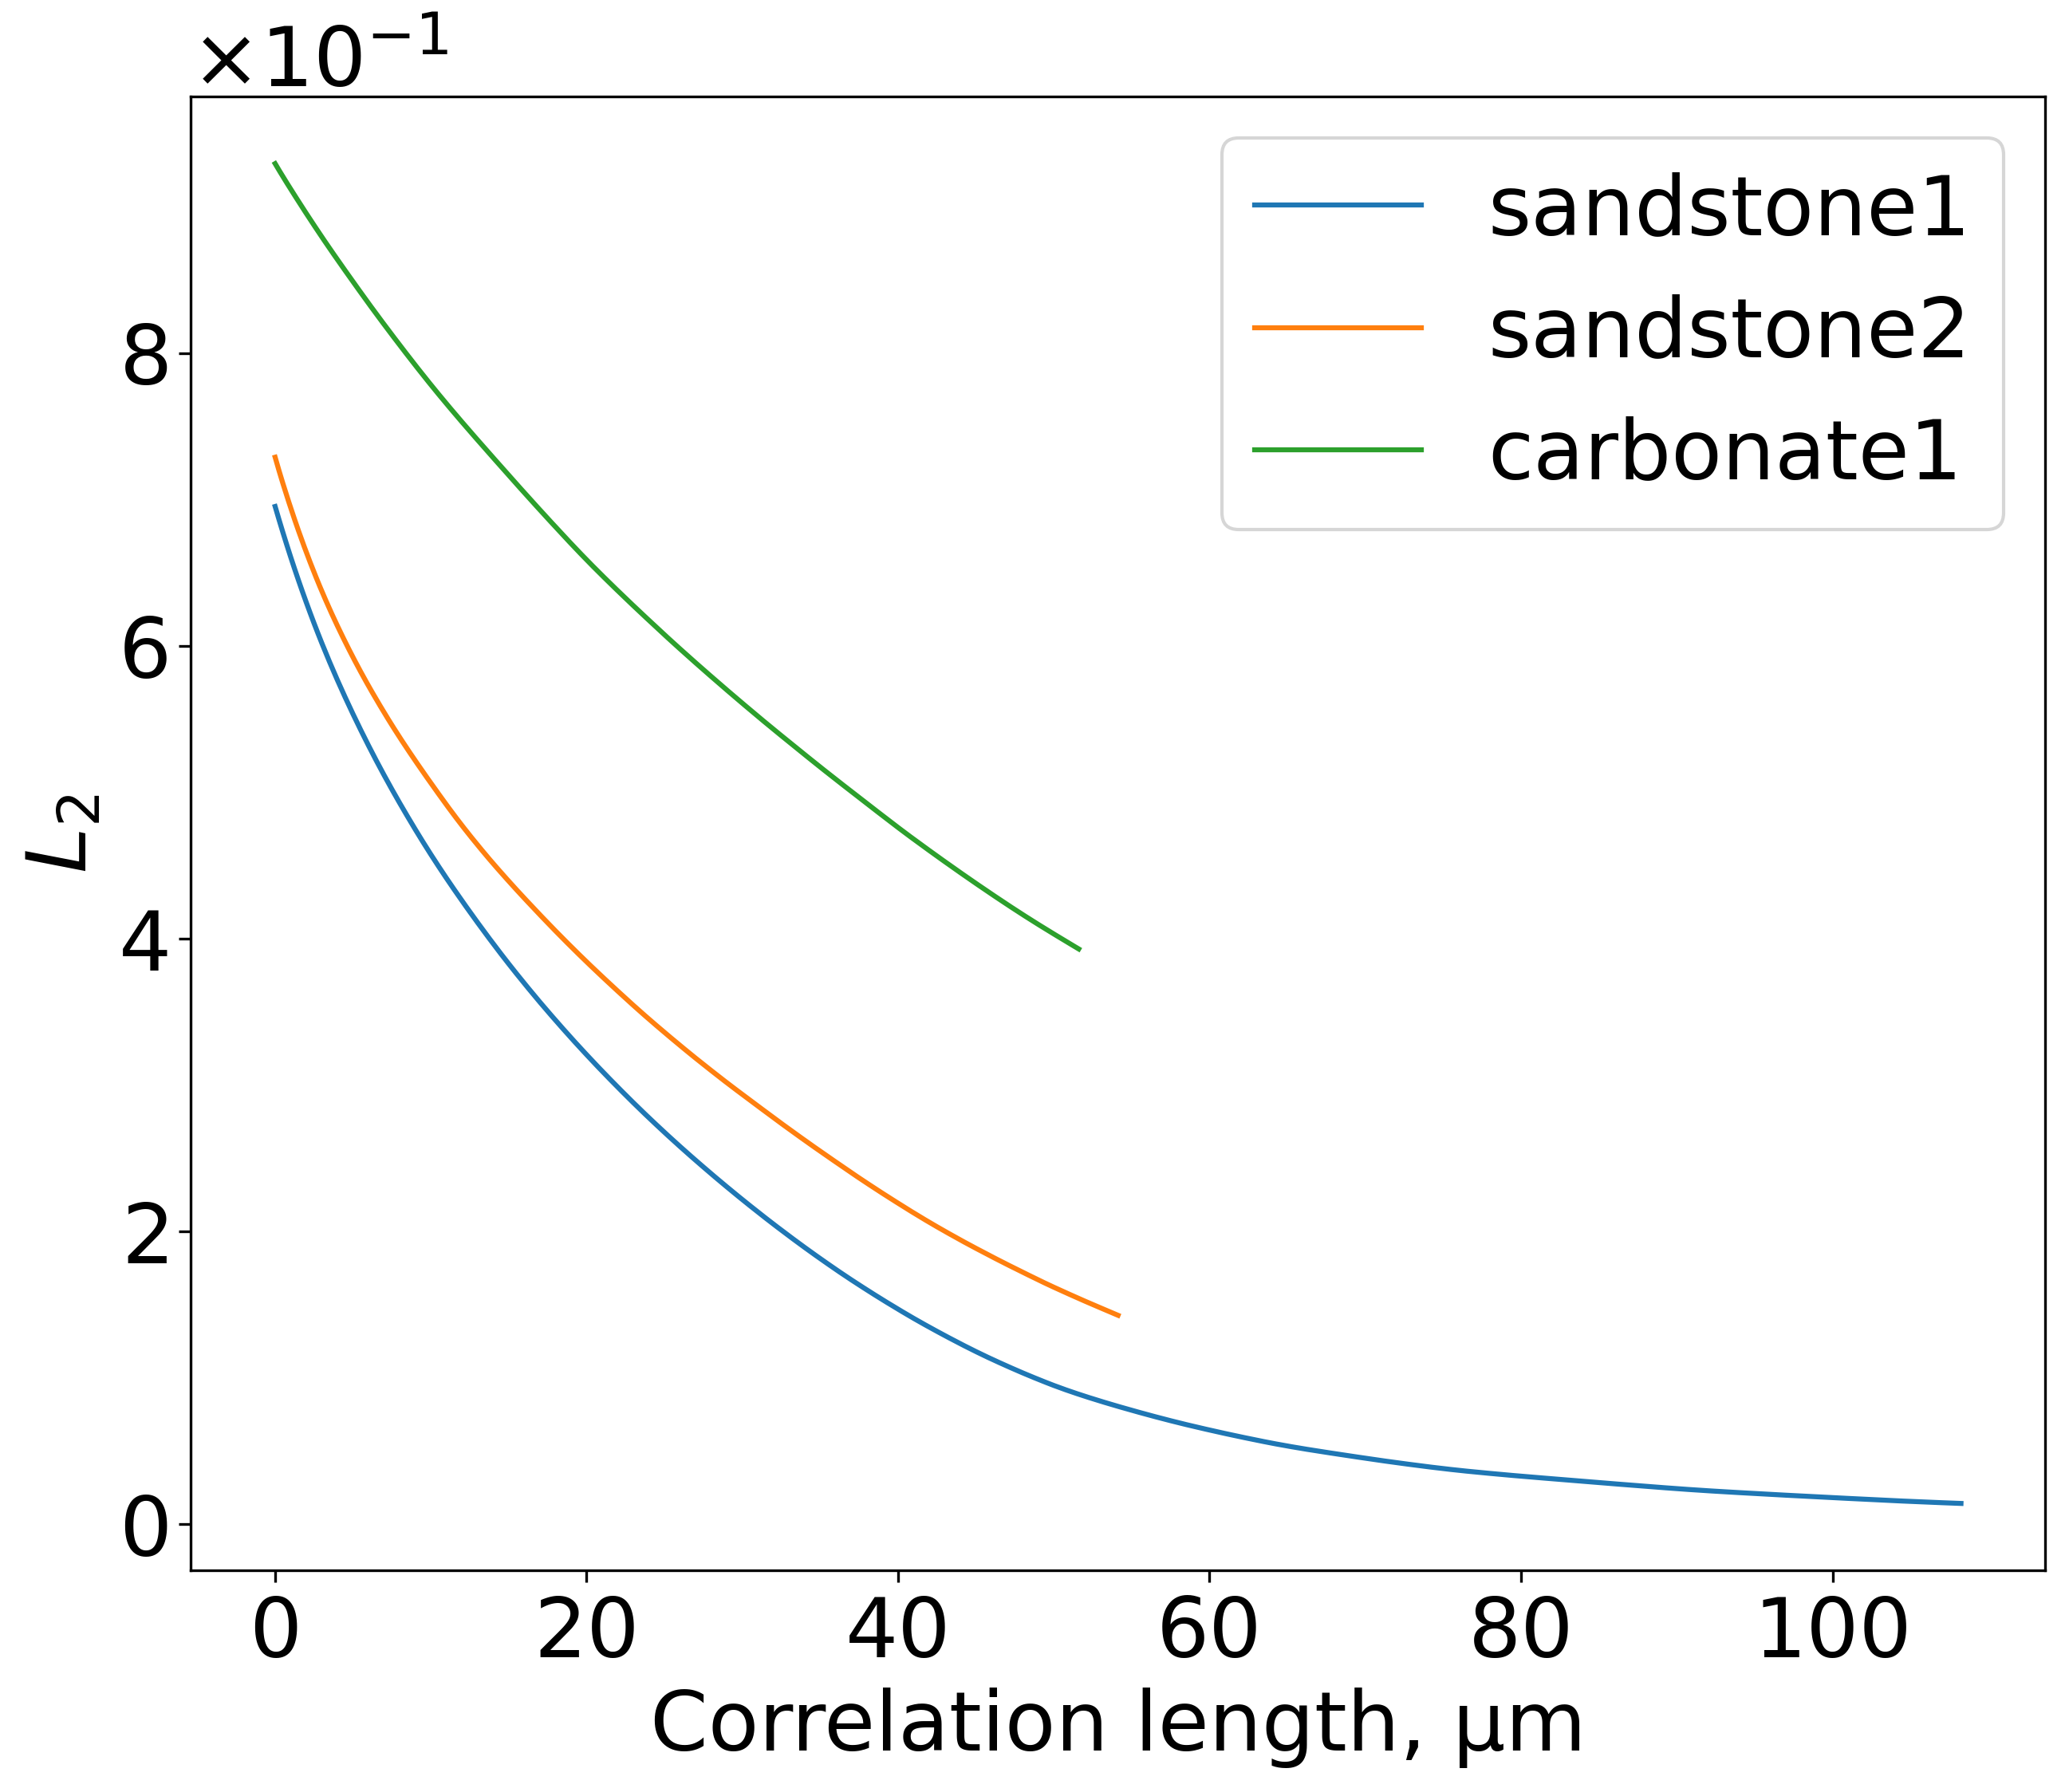 ×10⁻¹
sandstone1
sandstone2
carbonate1
8
6
4
2
0
L₂
0 20 40 60 80 100
Correlation length, µm